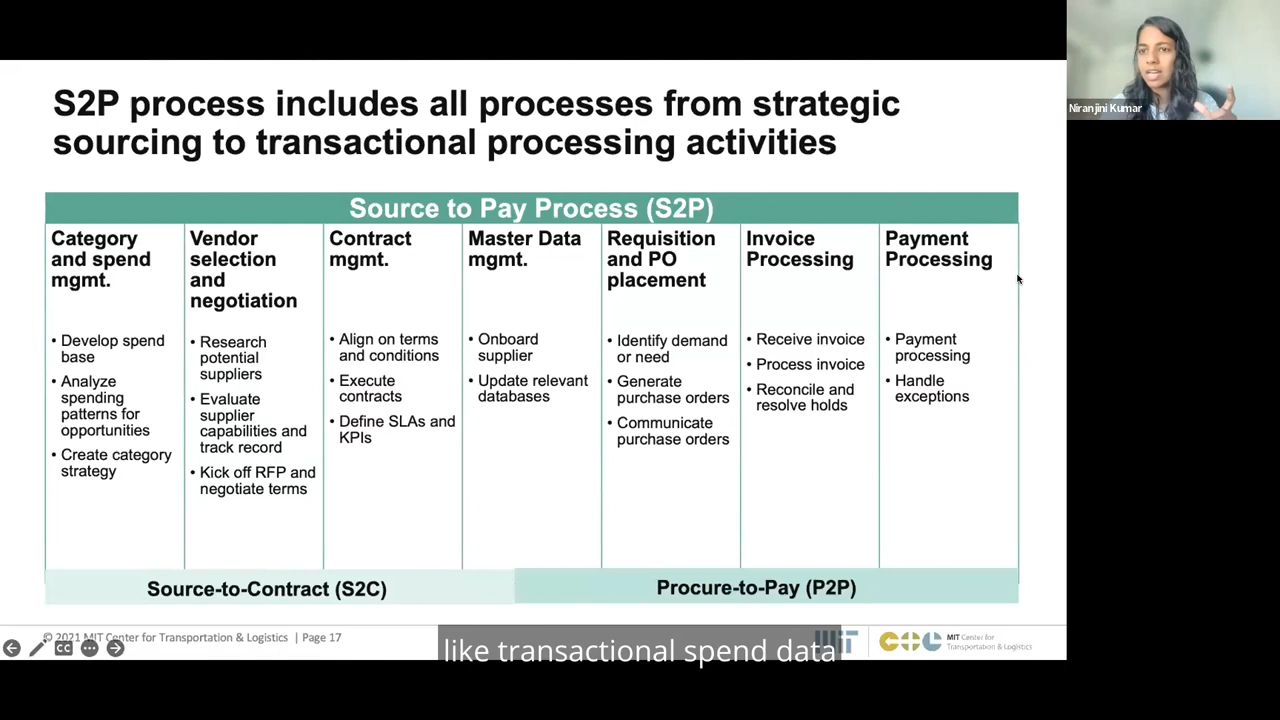 Niranjini Kumar
S2P process includes all processes from strategic
sourcing to transactional processing activities
Source to Pay Process (S2P)
Category
and spend
mgmt.
• Develop spend
base
• Analyze
spending
patterns for
opportunities
• Create category
strategy
Vendor
selection
and
negotiation
• Research
potential
suppliers
• Evaluate
supplier
capabilities and
track record
• Kick off RFP and
negotiate terms
Contract
mgmt.
• Align on terms
and conditions
• Execute
contracts
• Define SLAs and
KPIs
Master Data
mgmt.
• Onboard
supplier
• Update relevant
databases
Requisition
and PO
placement
• Identify demand
or need
• Generate
purchase orders
• Communicate
purchase orders
Invoice
Processing
• Receive invoice
• Process invoice
• Reconcile and
resolve holds
Payment
Processing
• Payment
processing
• Handle
exceptions
Source-to-Contract (S2C)
Procure-to-Pay (P2P)
© 2021 MIT Center for Transportation & Logistics | Page 17
CC
like transactional spend data
MIT
CTL
MIT Center for
Transportation & Logistics